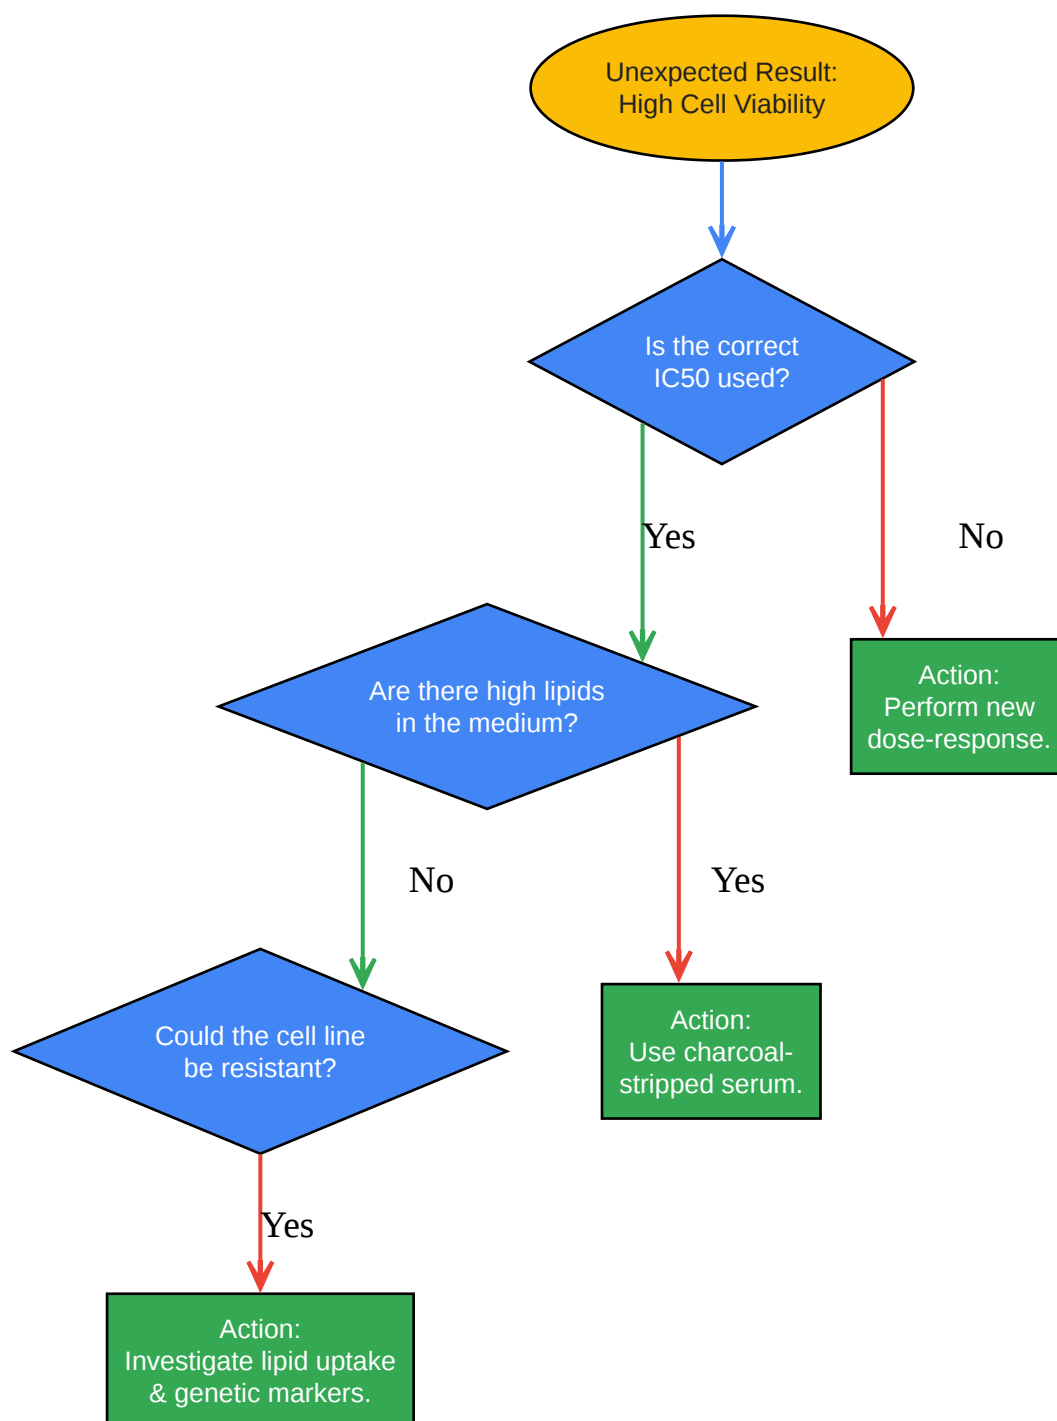 Unexpected Result:
High Cell Viability
Is the correct
IC50 used?
Yes
No
Are there high lipids
in the medium?
Action:
Perform new
dose-response.
No
Yes
Could the cell line
be resistant?
Action:
Use charcoal-
stripped serum.
Yes
Action:
Investigate lipid uptake
& genetic markers.